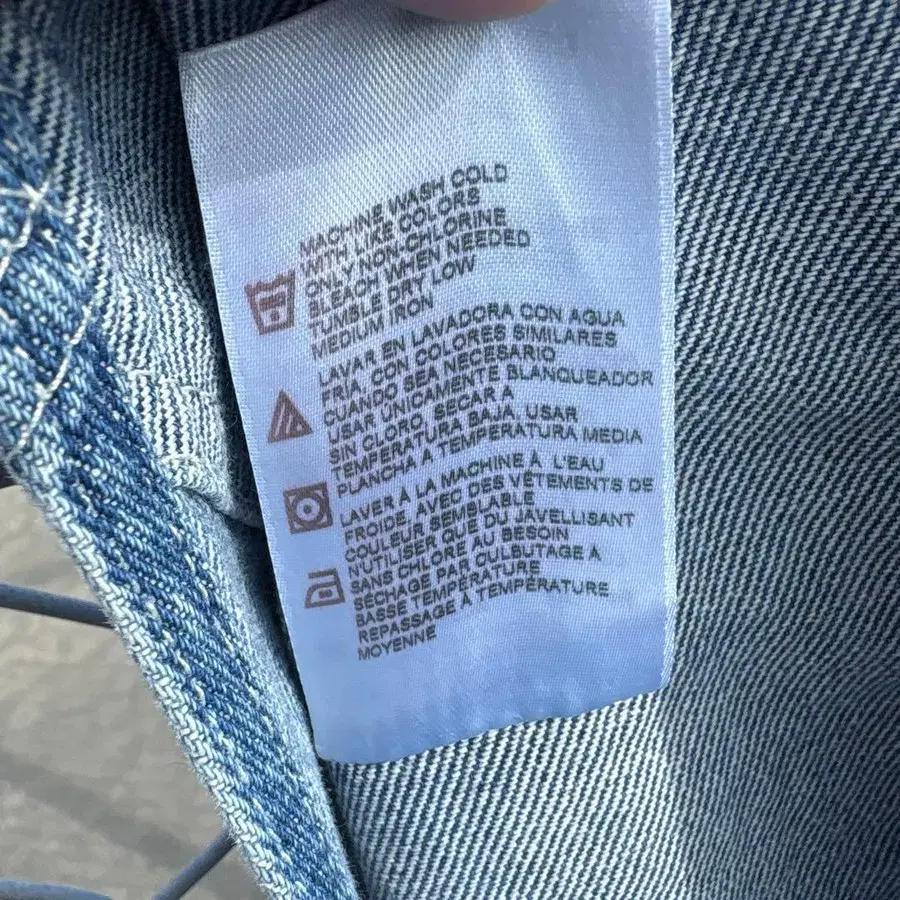 MACHINE WASH COLD
WITH LIKE COLORS
ONLY NON-CHLORINE
BLEACH WHEN NEEDED
TUMBLE DRY LOW
MEDIUM IRON
LAVAR EN LAVADORA CON AGUA
FRIA, CON COLORES SIMILARES
CUANDO SEA NECESARIO
USAR ÚNICAMENTE BLANQUEADOR
SIN CLORO, SECAR A
TEMPERATURA BAJA, USAR
PLANCHA A TEMPERATURA MEDIA
LAVER À LA MACHINE À L'EAU
FROIDE, AVEC DES VÊTEMENTS DE
COULEUR SEMBLABLE
N'UTILISER QUE DU JAVELLISANT
SANS CHLORE AU BESOIN
SÉCHAGE PAR CULBUTAGE À
BASSE TEMPÉRATURE
REPASSAGE À TEMPÉRATURE
MOYENNE